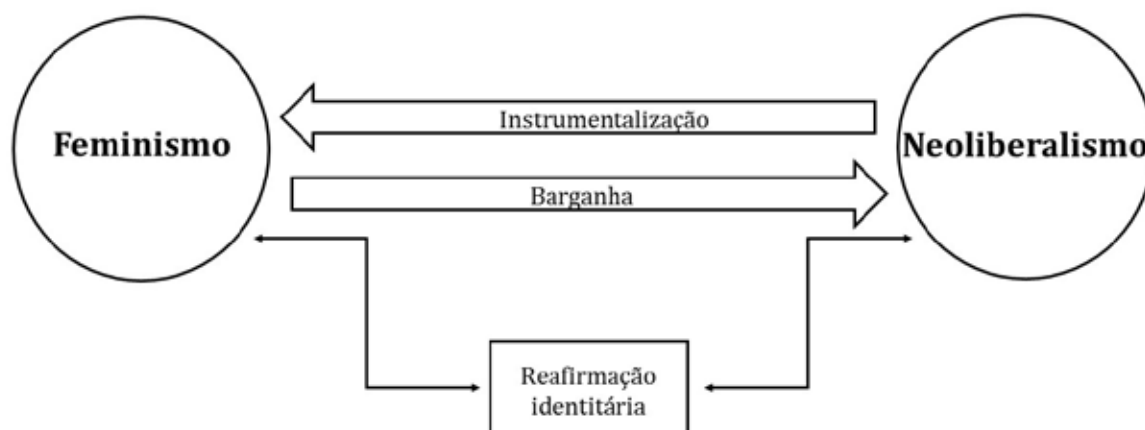 Instrumentalização
Feminismo
Neoliberalismo
Barganha
Reafirmação
identitária